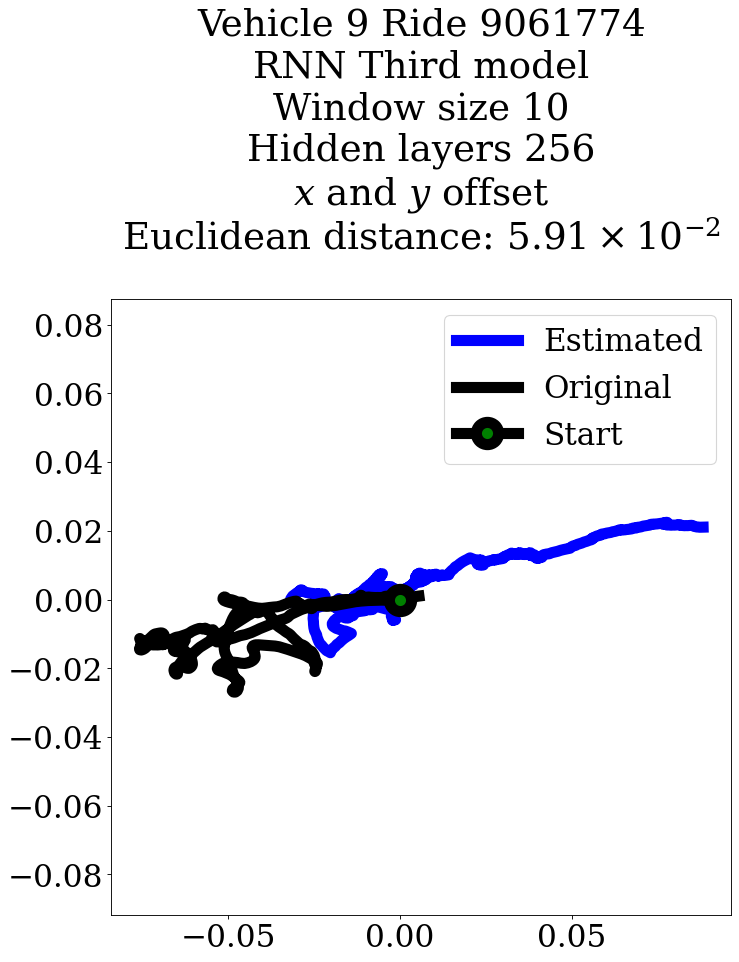 Vehicle 9 Ride 9061774
RNN Third model
Window size 10
Hidden layers 256
x and y offset
Euclidean distance: 5.91 × 10⁻²
Estimated
Original
Start
0.08
0.06
0.04
0.02
0.00
−0.02
−0.04
−0.06
−0.08
−0.05 0.00 0.05